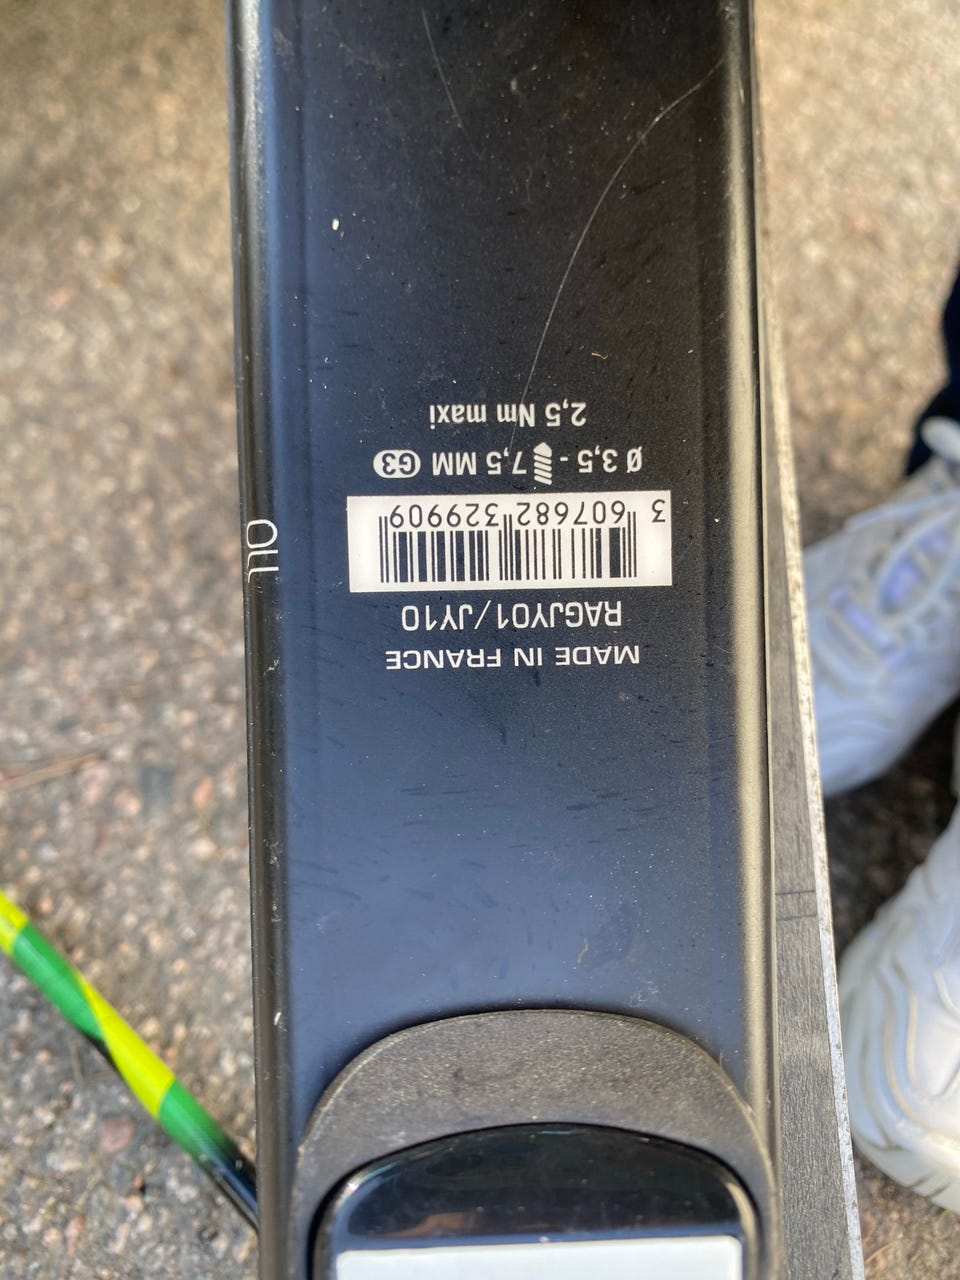 MADE IN FRANCE
RAGJY01/JY10
3 607682 329909
Ø 3,5 - 7,5 MM G3
2,5 Nm maxi